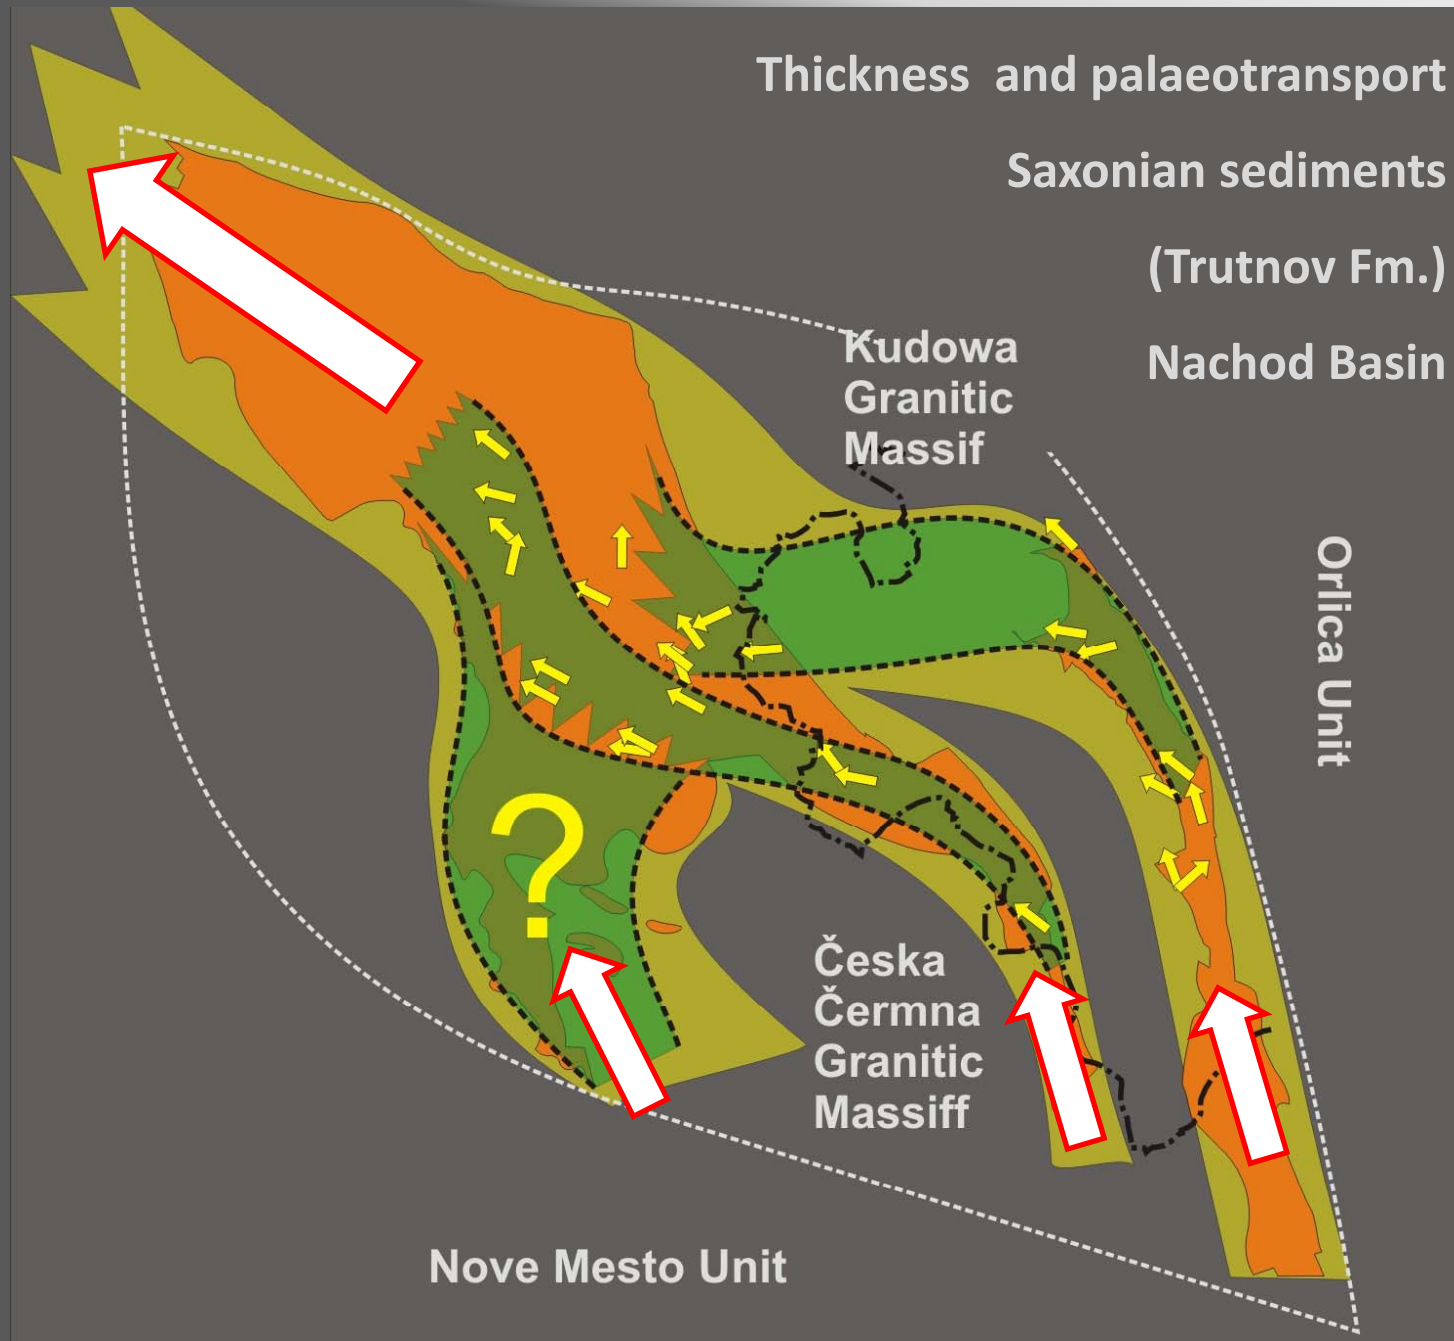 Thickness and palaeotransport
Saxonian sediments
(Trutnov Fm.)
Nachod Basin
Kudowa
Granitic
Massif
Orlica Unit
?
Česka
Čermna
Granitic
Massiff
Nove Mesto Unit